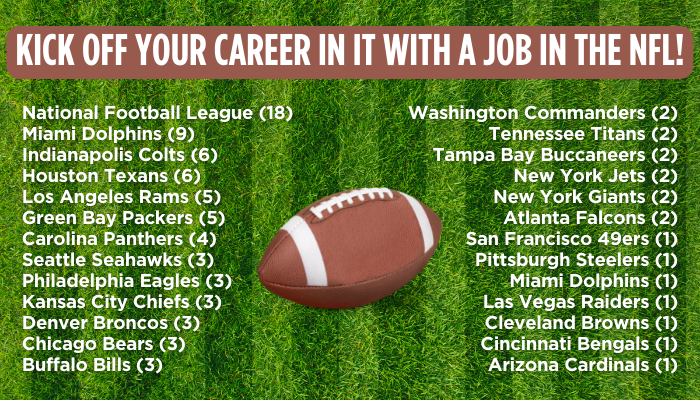 KICK OFF YOUR CAREER IN IT WITH A JOB IN THE NFL!
National Football League (18)
Miami Dolphins (9)
Indianapolis Colts (6)
Houston Texans (6)
Los Angeles Rams (5)
Green Bay Packers (5)
Carolina Panthers (4)
Seattle Seahawks (3)
Philadelphia Eagles (3)
Kansas City Chiefs (3)
Denver Broncos (3)
Chicago Bears (3)
Buffalo Bills (3)
Washington Commanders (2)
Tennessee Titans (2)
Tampa Bay Buccaneers (2)
New York Jets (2)
New York Giants (2)
Atlanta Falcons (2)
San Francisco 49ers (1)
Pittsburgh Steelers (1)
Miami Dolphins (1)
Las Vegas Raiders (1)
Cleveland Browns (1)
Cincinnati Bengals (1)
Arizona Cardinals (1)